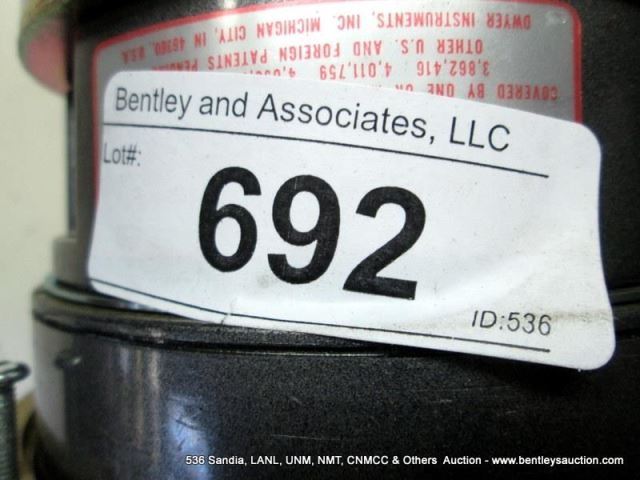 Bentley and Associates, LLC
Lot#:
692
ID:536
COVERED BY ONE OR
3,862,416 4,011,759
OTHER U.S. AND FOREIGN PATENTS
DWYER INSTRUMENTS, INC. MICHIGAN CITY, IN 46360, U.S.A.
536 Sandia, LANL, UNM, NMT, CNMCC & Others Auction - www.bentleysauction.com